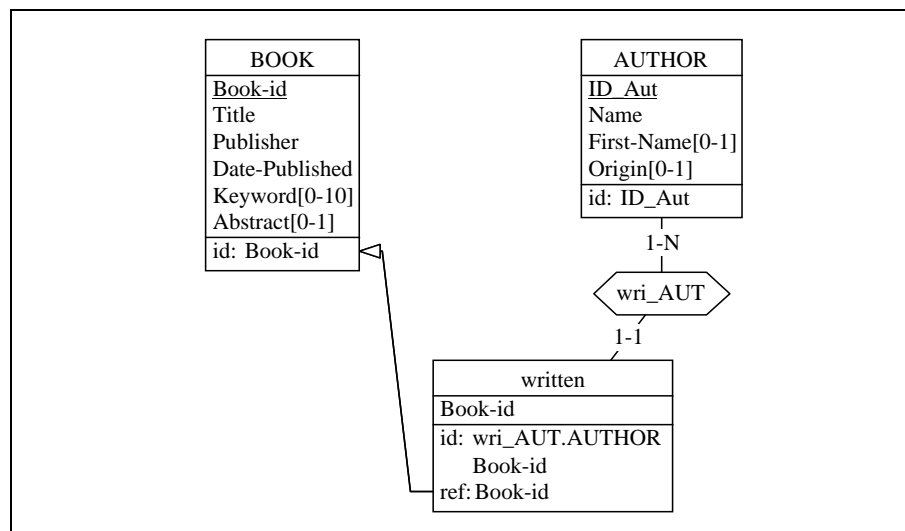 BOOK
Book-id
Title
Publisher
Date-Published
Keyword[0-10]
Abstract[0-1]
id: Book-id
AUTHOR
ID_Aut
Name
First-Name[0-1]
Origin[0-1]
id: ID_Aut
1-N
wri_AUT
1-1
written
Book-id
id: wri_AUT.AUTHOR
Book-id
ref: Book-id